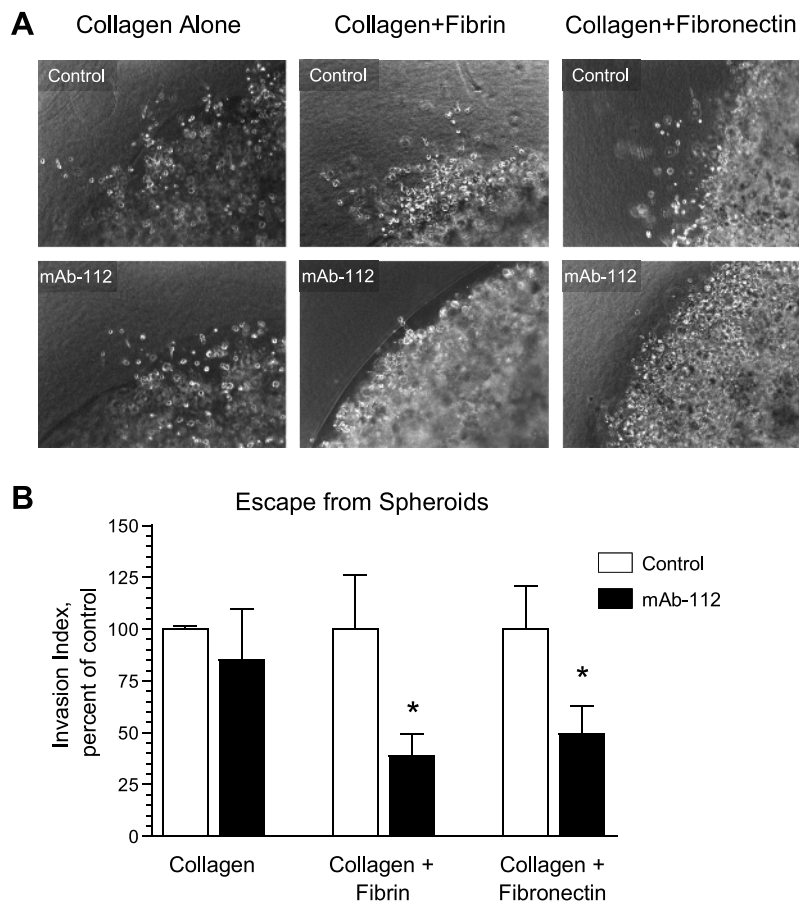 A
Collagen Alone
Collagen+Fibrin
Collagen+Fibronectin
Control
Control
Control
mAb-112
mAb-112
mAb-112
B
Escape from Spheroids
Invasion Index,
percent of control
150
125
100
75
50
25
0
Control
mAb-112
*
*
Collagen
Collagen +
Fibrin
Collagen +
Fibronectin